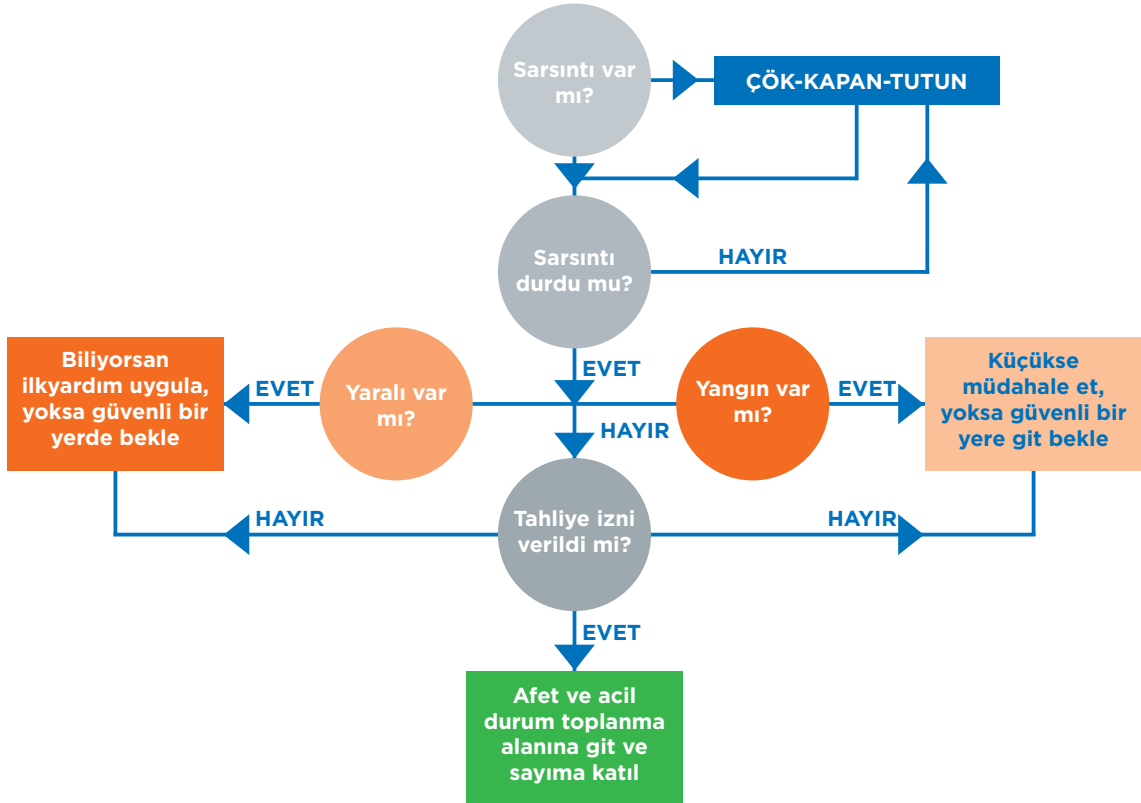 Sarsıntı var
mı?
ÇÖK-KAPAN-TUTUN
Sarsıntı
durdu mu?
HAYIR
EVET
Biliyorsan
ilkyardım uygula,
yoksa güvenli bir
yerde bekle
EVET
Yaralı var
mı?
Yangın var
mı?
EVET
Küçükse
müdahale et,
yoksa güvenli bir
yere git bekle
HAYIR
HAYIR
Tahliye izni
verildi mi?
HAYIR
EVET
Afet ve acil
durum toplanma
alanına git ve
sayıma katıl